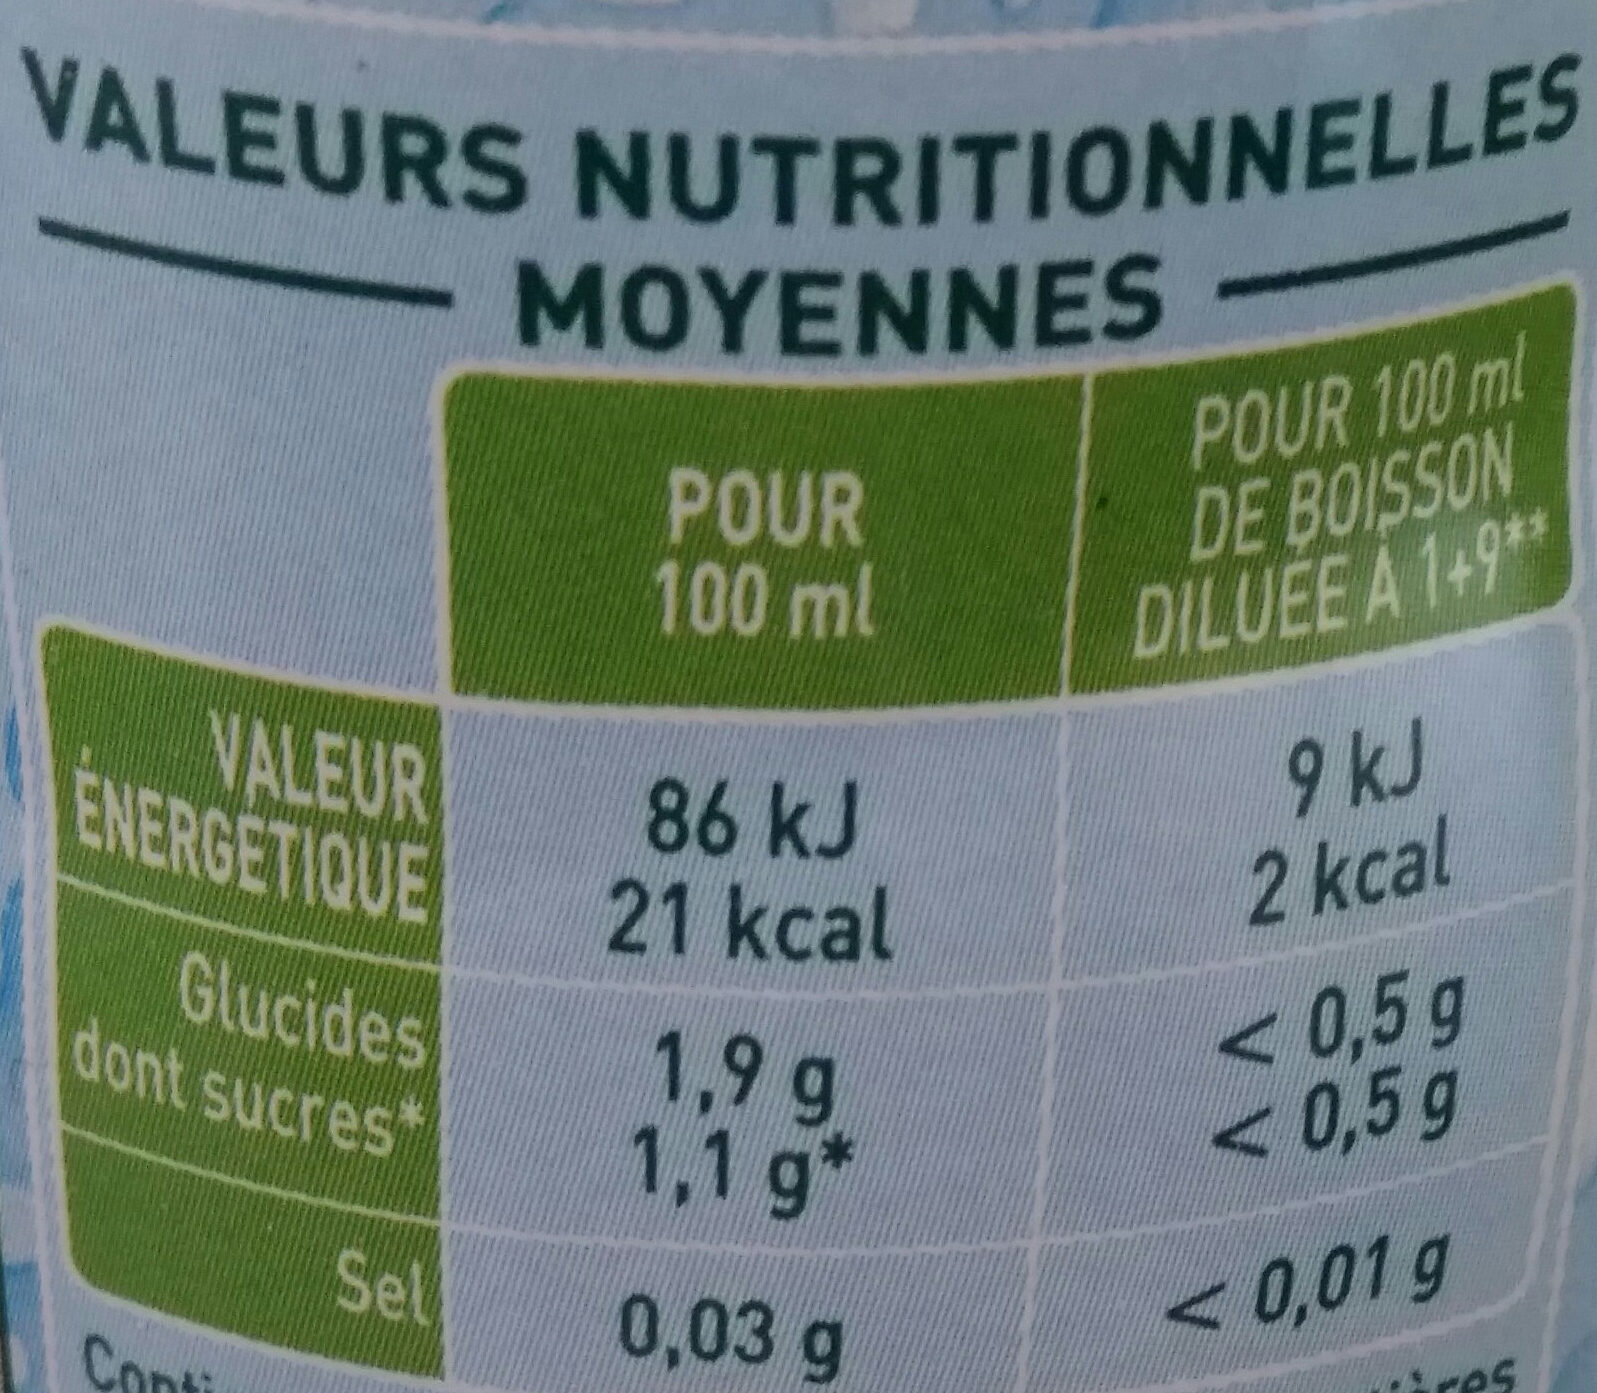 VALEURS NUTRITIONNELLES
MOYENNES
POUR
100 ml
POUR 100 ml
DE BOISSON
DILUÉE À 1+9**
VALEUR
ÉNERGÉTIQUE
86 kJ
21 kcal
9 kJ
2 kcal
Glucides
dont sucres*
1,9 g
1,1 g*
< 0,5 g
< 0,5 g
Sel
0,03 g
< 0,01 g